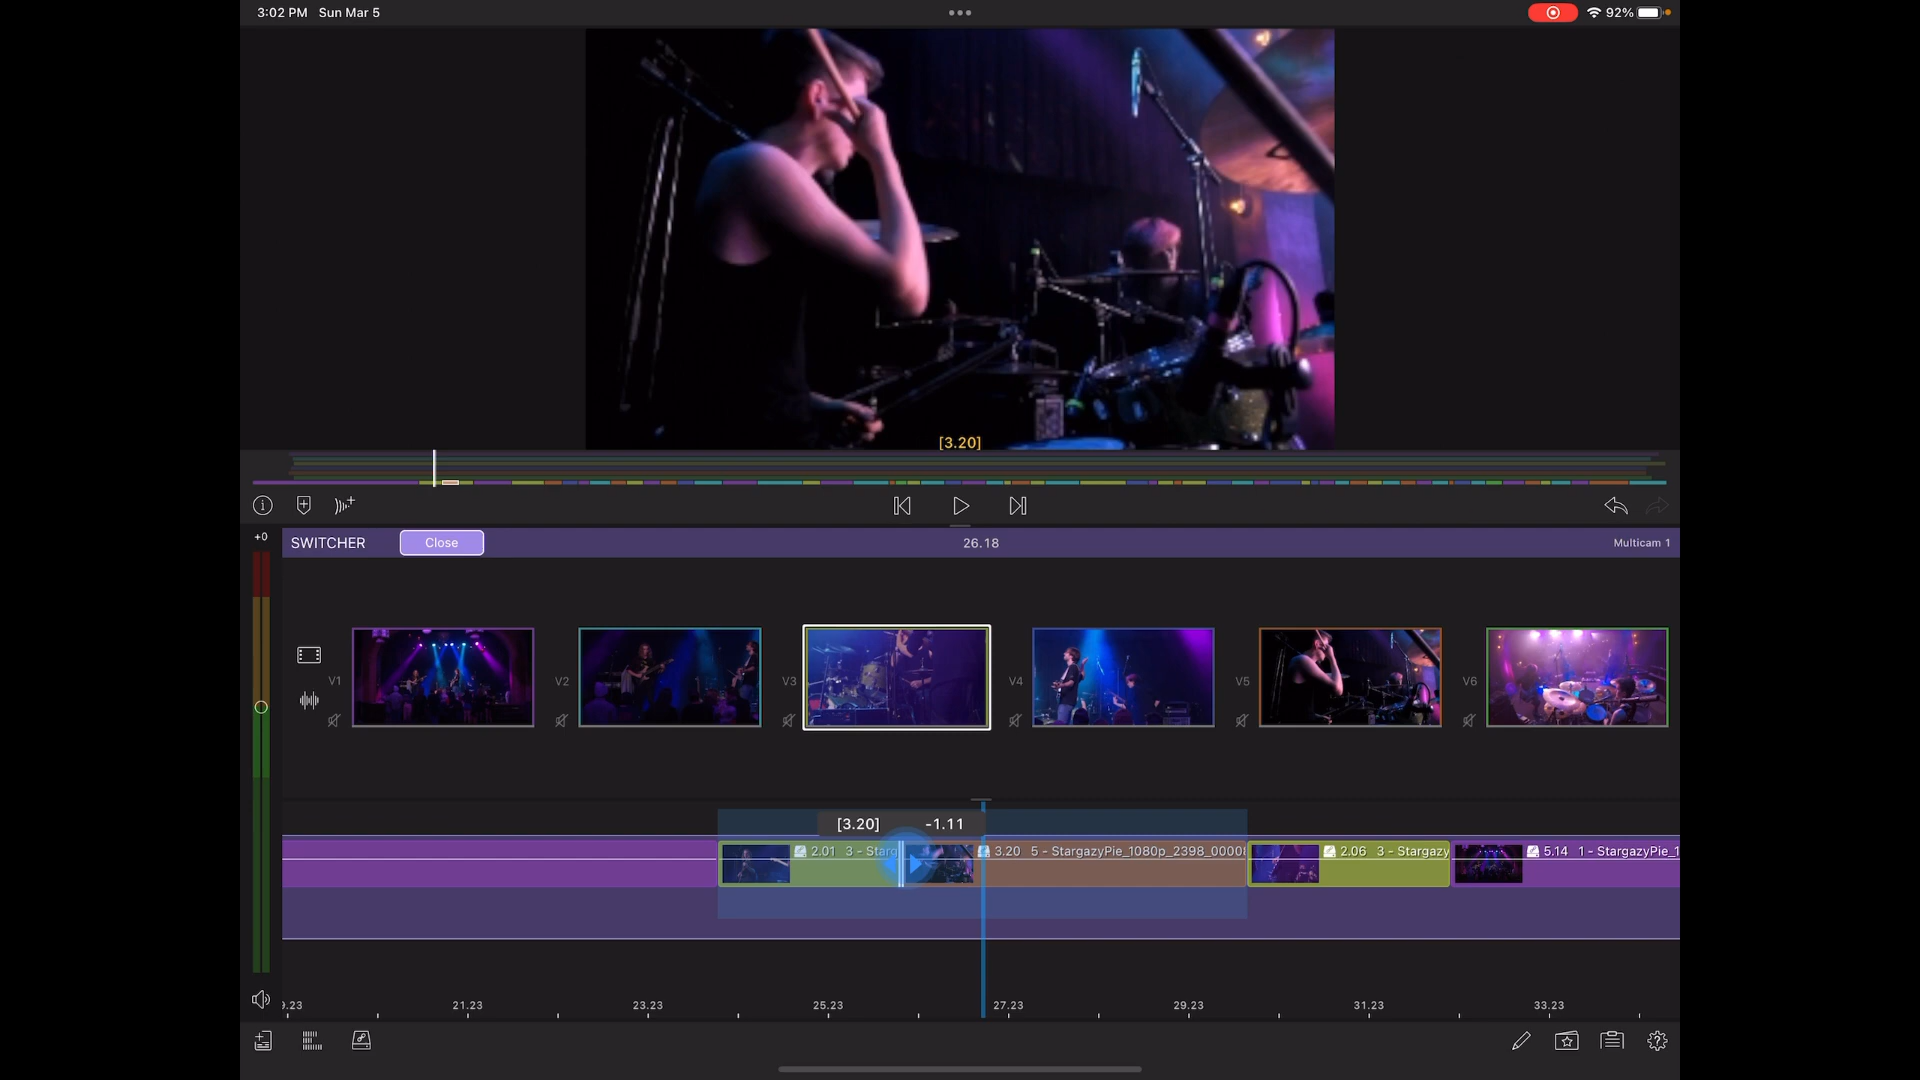 3:02 PM Sun Mar 5
92%
[3.20]
+0
SWITCHER
Close
26.18
Multicam 1
V1
V2
V3
V4
V5
V6
[3.20] -1.11
2.01 3 - Starg
3.20 5 - StargazyPie_1080p_2398_0000
2.06 3 - Stargazy
5.14 1 - StargazyPie_1
9.23
21.23
23.23
25.23
27.23
29.23
31.23
33.23